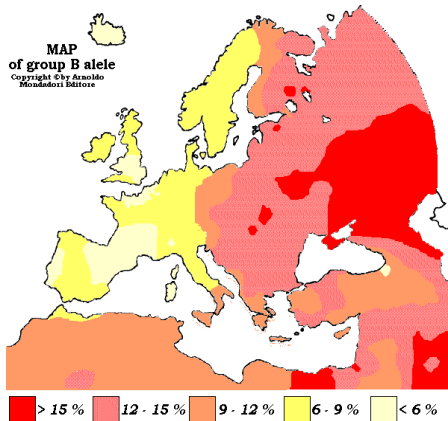 MAP
of group B alele
Copyright ©by Arnoldo
Mondadori Editore
> 15 % 12 - 15 % 9 - 12 % 6 - 9 % < 6 %